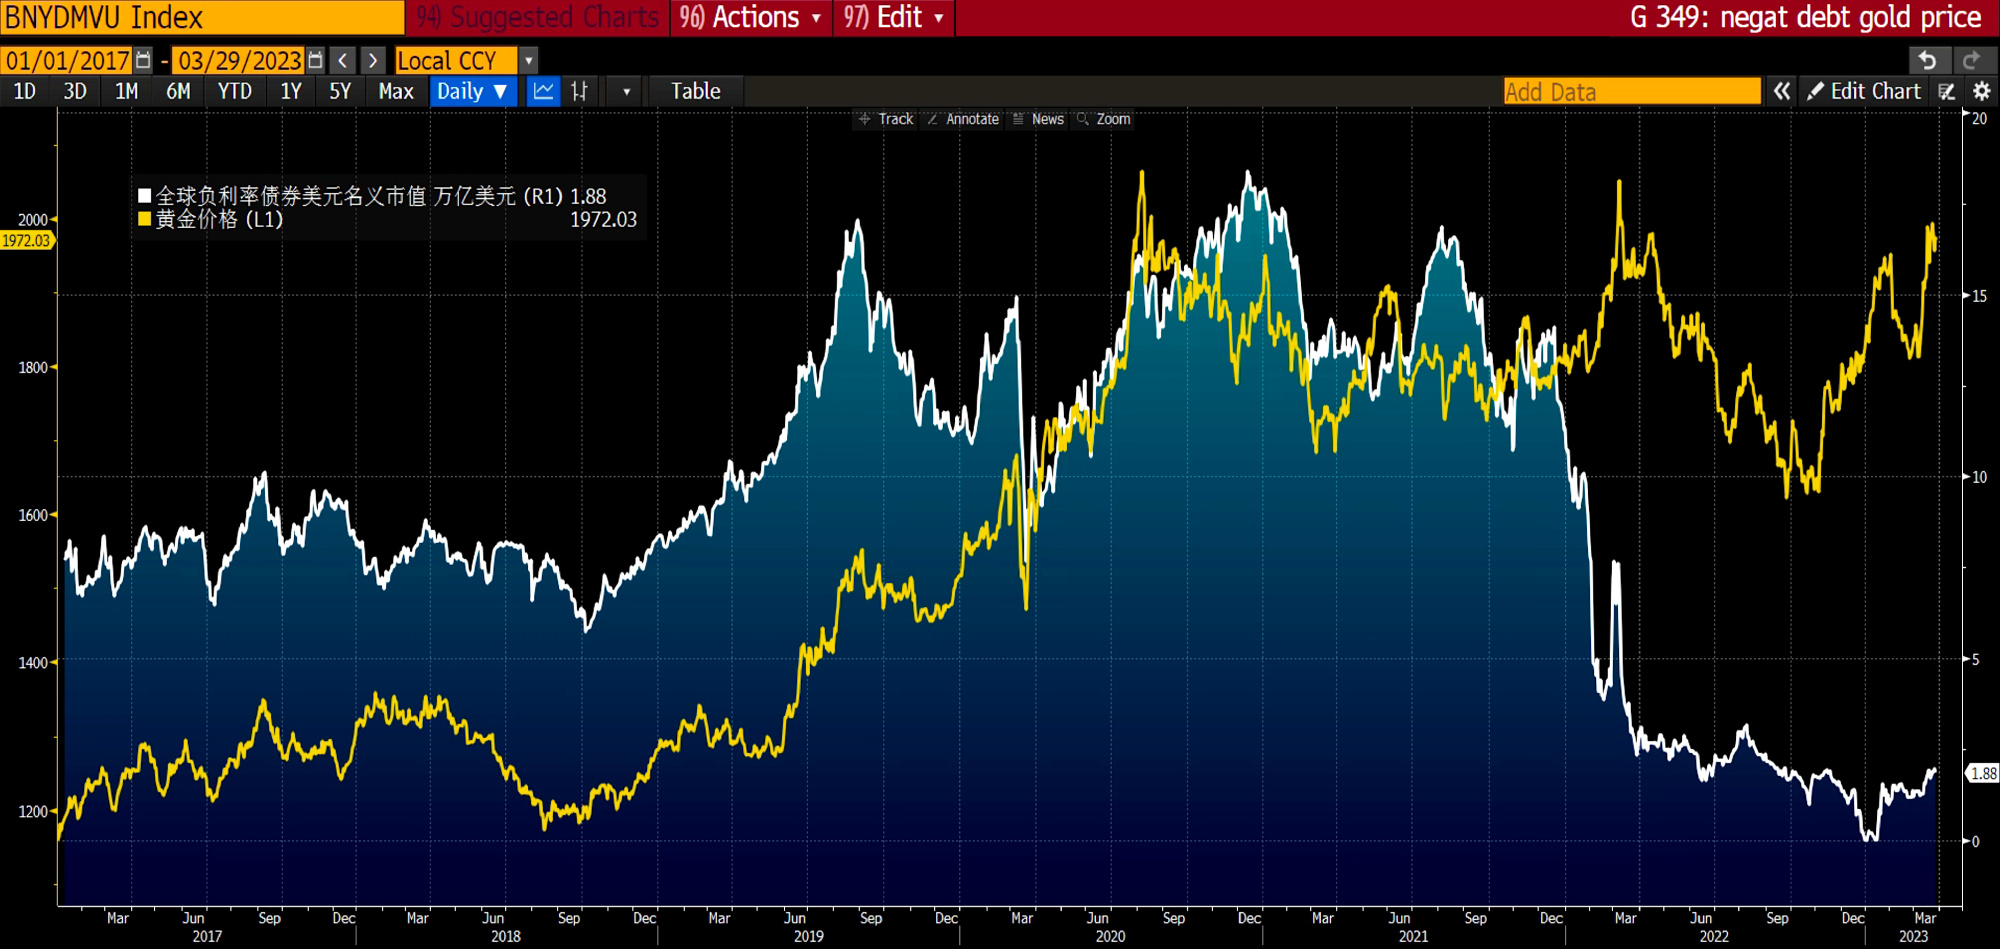 BNYDMVU Index 94) Suggested Charts 96) Actions 97) Edit G 349: negat debt gold price
01/01/2017 - 03/29/2023 < > Local CCY
1D 3D 1M 6M YTD 1Y 5Y Max Daily ▼ Table Add Data « Edit Chart
Track Annotate News Zoom
全球负利率债券美元名义市值 万亿美元 (R1) 1.88
黄金价格 (L1) 1972.03
2000
1972.03
1800
1600
1400
1200
20
15
10
5
1.88
0
Mar Jun Sep Dec Mar Jun Sep Dec Mar Jun Sep Dec Mar Jun Sep Dec Mar Jun Sep Dec Mar Jun Sep Dec Mar
2017 2018 2019 2020 2021 2022 2023